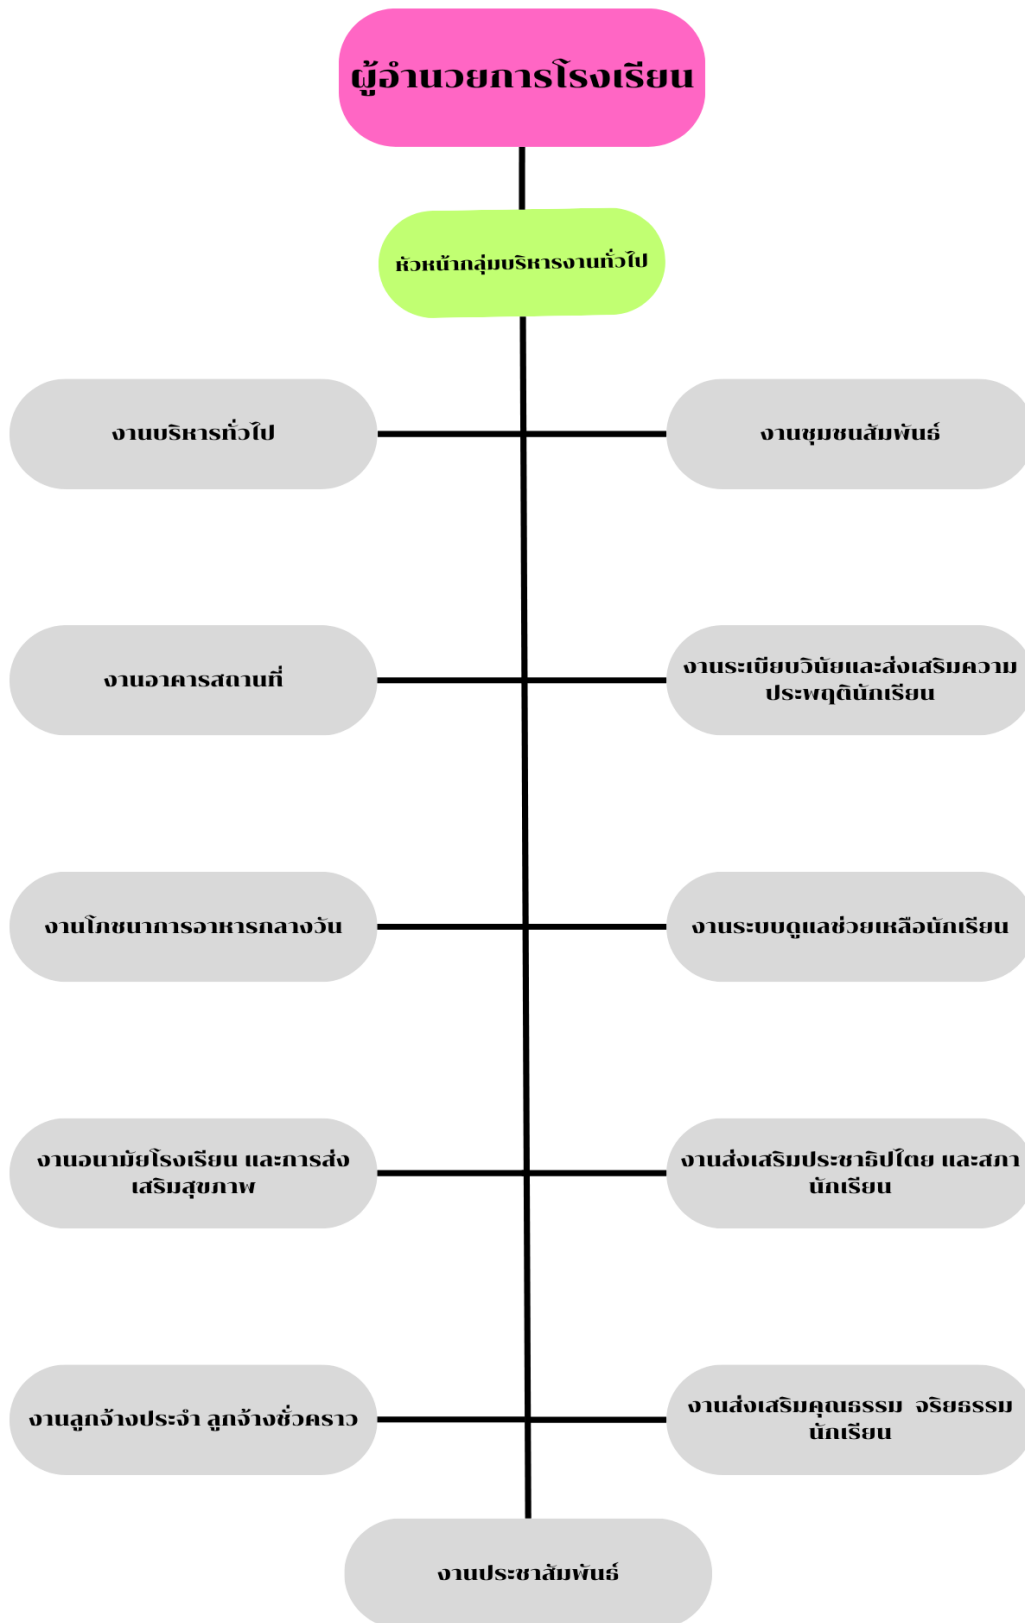 ผู้อำนวยการโรงเรียน
หัวหน้ากลุ่มบริหารงานทั่วไป
งานบริหารทั่วไป
งานชุมชนสัมพันธ์
งานอาคารสถานที่
งานระเบียบวินัยและส่งเสริมความ
ประพฤตินักเรียน
งานโภชนาการอาหารกลางวัน
งานระบบดูแลช่วยเหลือนักเรียน
งานอนามัยโรงเรียน และการส่ง
เสริมสุขภาพ
งานส่งเสริมประชาธิปไตย และสภา
นักเรียน
งานลูกจ้างประจำ ลูกจ้างชั่วคราว
งานส่งเสริมคุณธรรม จริยธรรม
นักเรียน
งานประชาสัมพันธ์